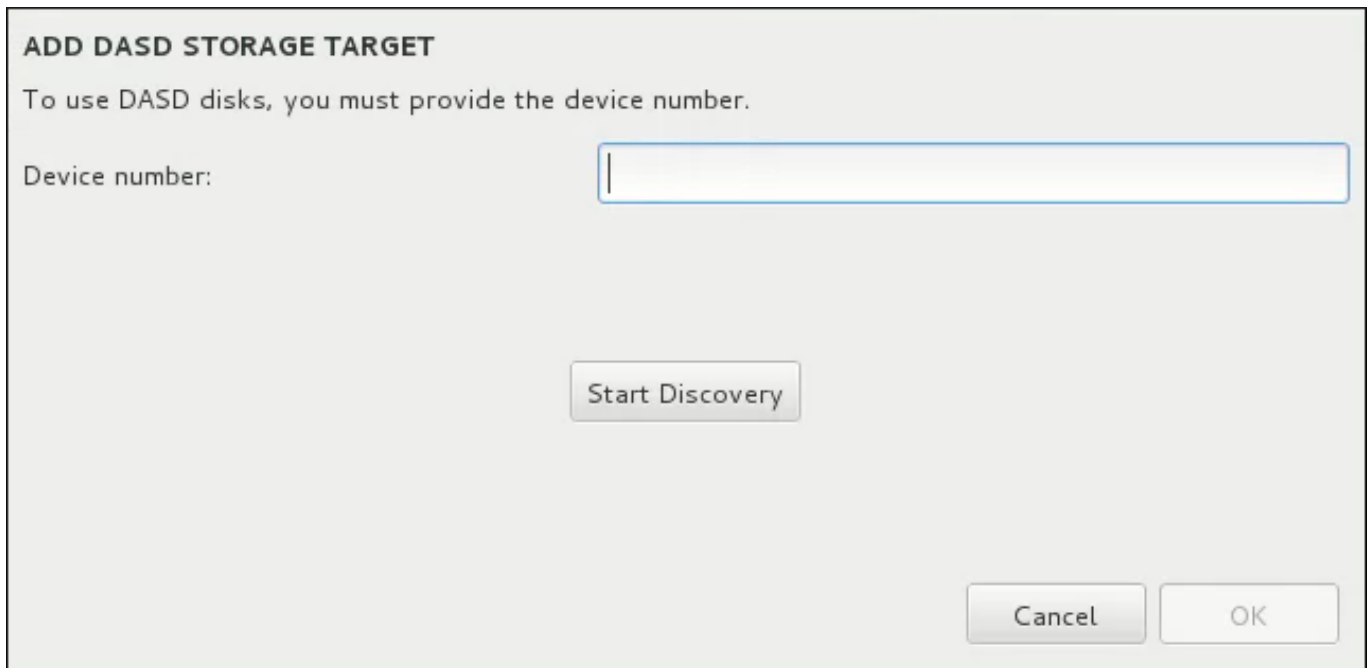 ADD DASD STORAGE TARGET
To use DASD disks, you must provide the device number.
Device number:
Start Discovery
Cancel OK